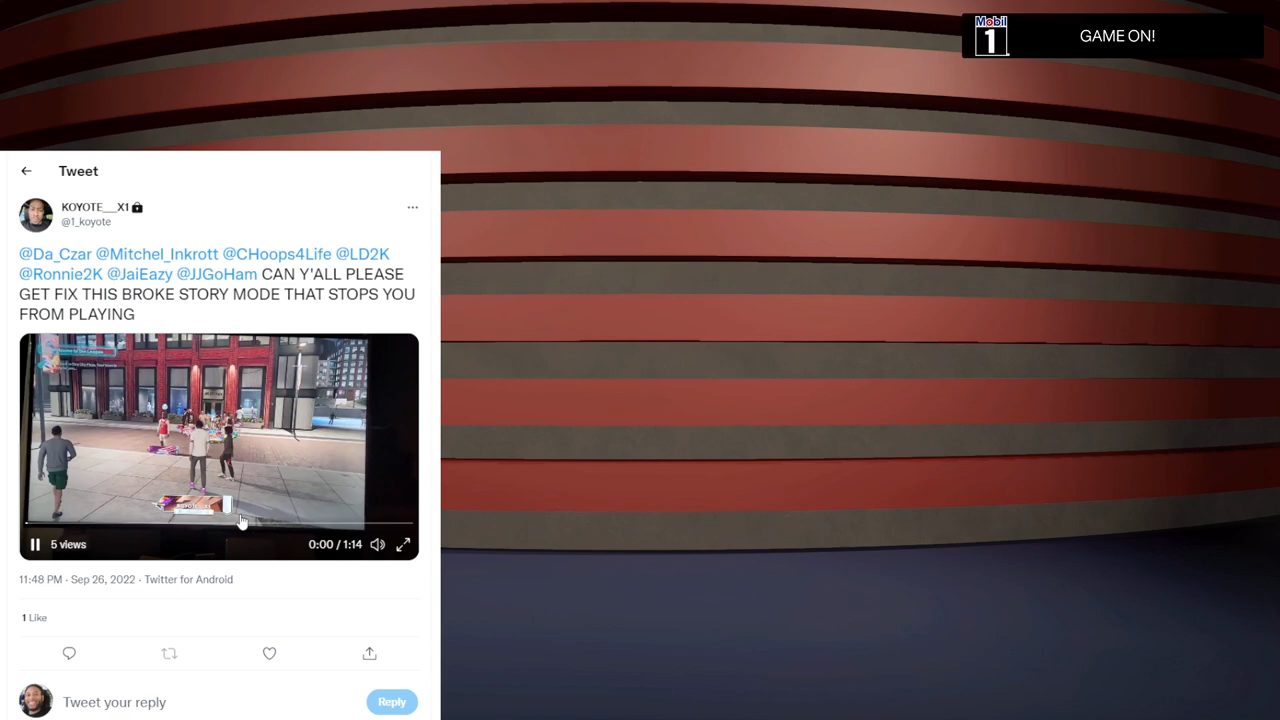 Mobil
1
GAME ON!
Tweet
KOYOTE___X1
@1_koyote
@Da_Czar @Mitchel_Inkrott @CHoops4Life @LD2K
@Ronnie2K @JaiEazy @JJGoHam CAN Y'ALL PLEASE
GET FIX THIS BROKE STORY MODE THAT STOPS YOU
FROM PLAYING
5 views
0:00 / 1:14
11:48 PM · Sep 26, 2022 · Twitter for Android
1 Like
Tweet your reply
Reply